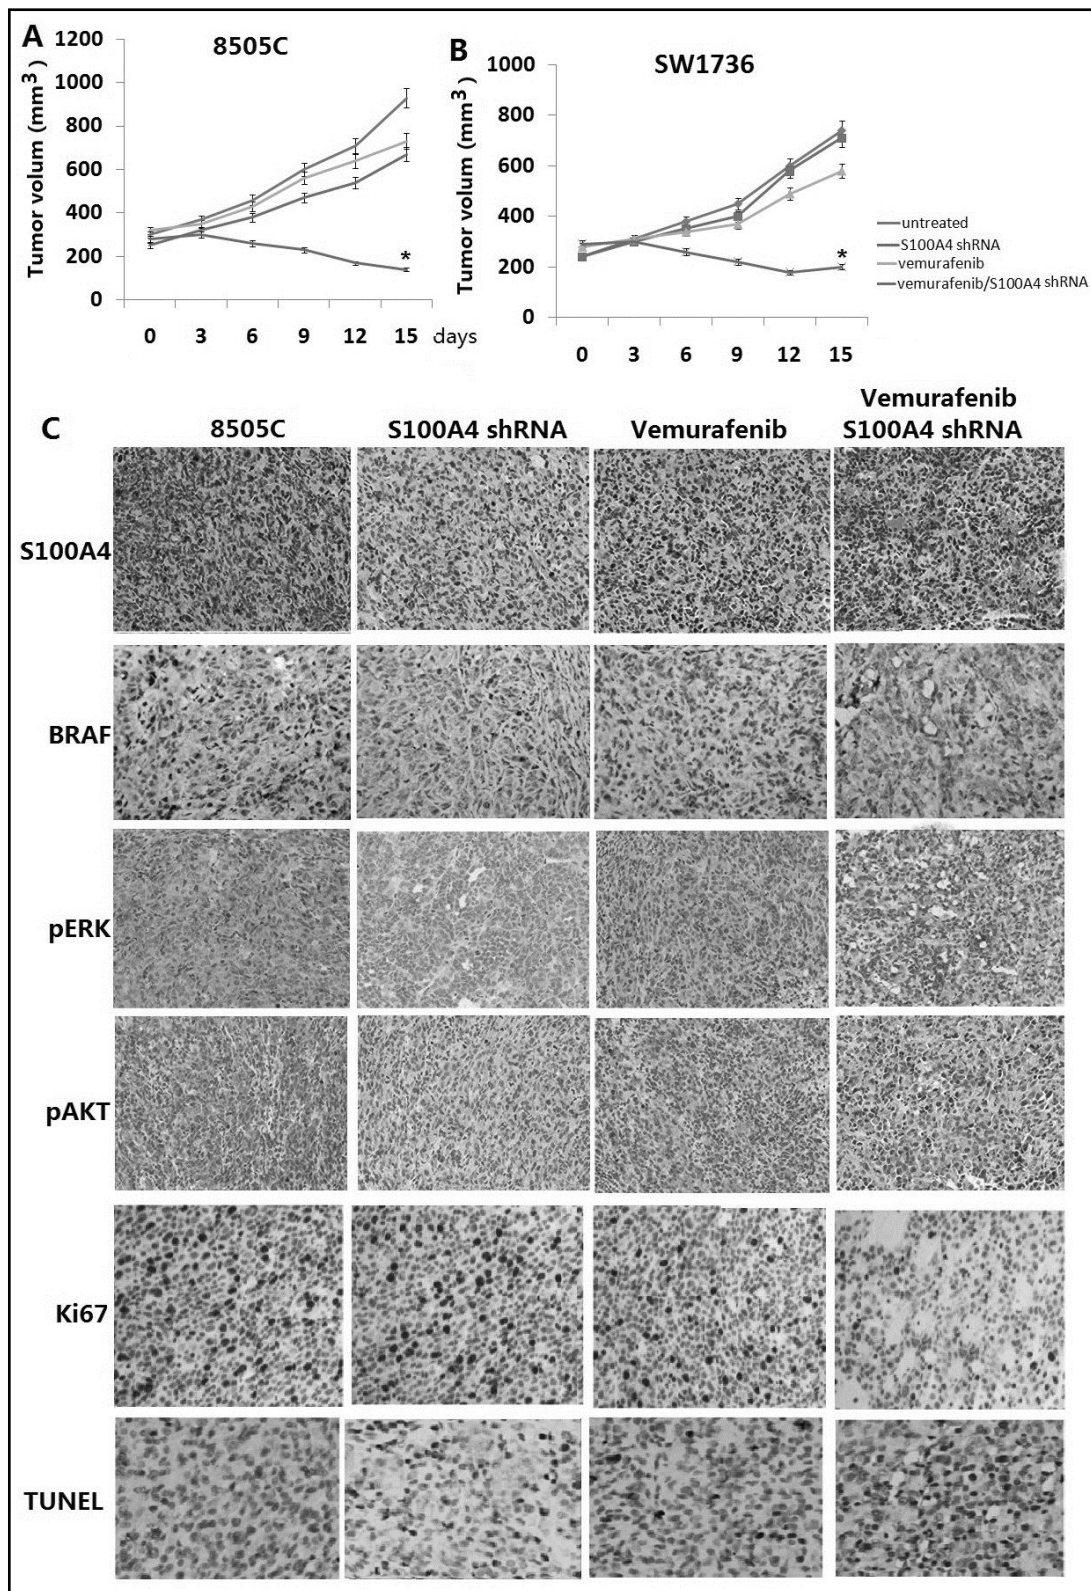 A
8505C
Tumor volum (mm3)
1200
1000
800
600
400
200
0
*
0 3 6 9 12 15 days
B
SW1736
Tumor volum (mm3)
1000
800
600
400
200
0
*
0 3 6 9 12 15
untreated
S100A4 shRNA
vemurafenib
vemurafenib/S100A4 shRNA
C
8505C S100A4 shRNA Vemurafenib Vemurafenib
S100A4 shRNA
S100A4
BRAF
pERK
pAKT
Ki67
TUNEL